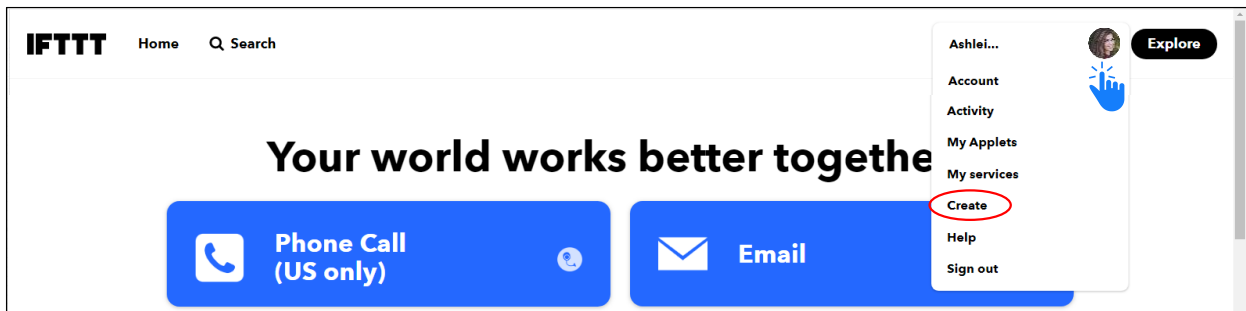 IFTTT Home Search Ashlei... Explore
Account
Activity
Your world works better togethe
My Applets
My services
Create
Phone Call
(US only)
Email
Help
Sign out